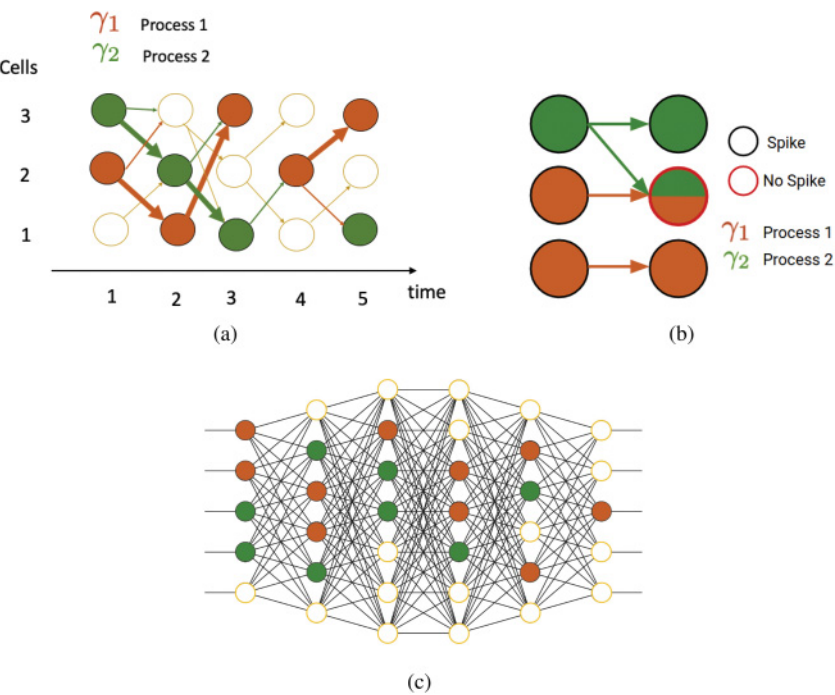 γ1 Process 1
γ2 Process 2
Cells
3
2
1
1 2 3 4 5 time
(a)
Spike
No Spike
γ1 Process 1
γ2 Process 2
(b)
(c)